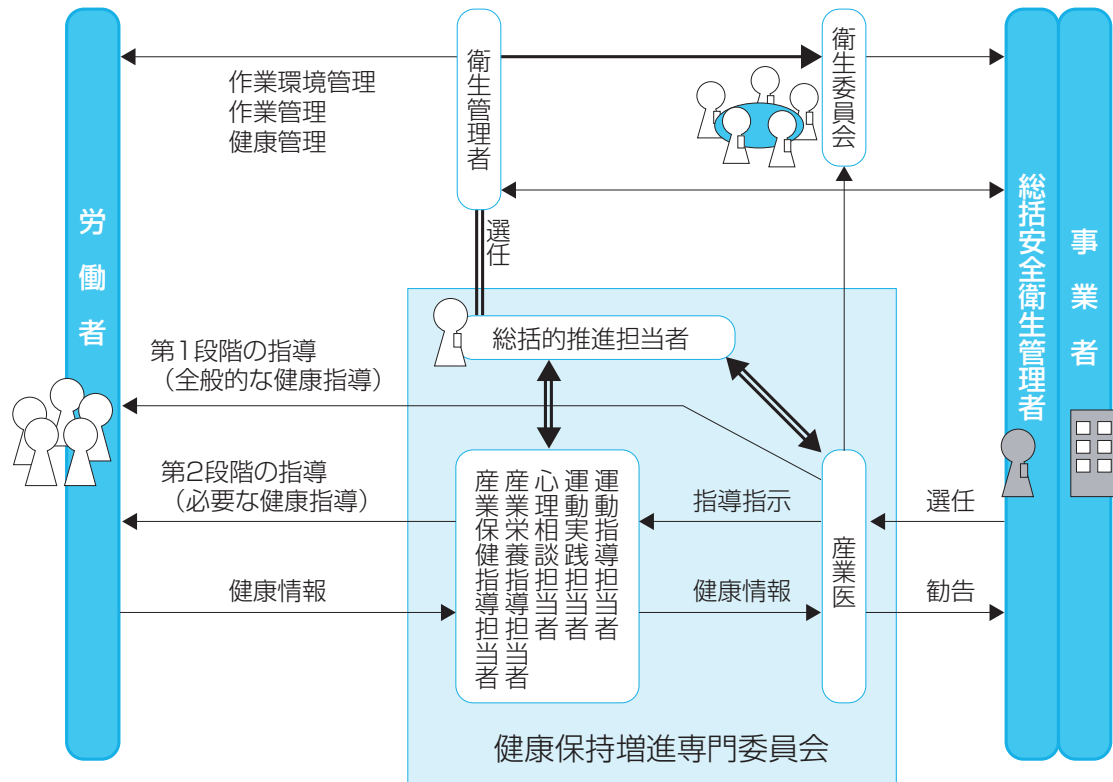 衛生管理者
衛生委員会
作業環境管理
作業管理
健康管理
労働者
総括安全衛生管理者
事業者
選任
総括的推進担当者
第1段階の指導
（全般的な健康指導）
第2段階の指導
（必要な健康指導）
運動指導担当者
運動実践担当者
心理相談担当者
産業栄養指導担当者
産業保健指導担当者
指導指示
産業医
選任
健康情報
健康情報
勧告
健康保持増進専門委員会